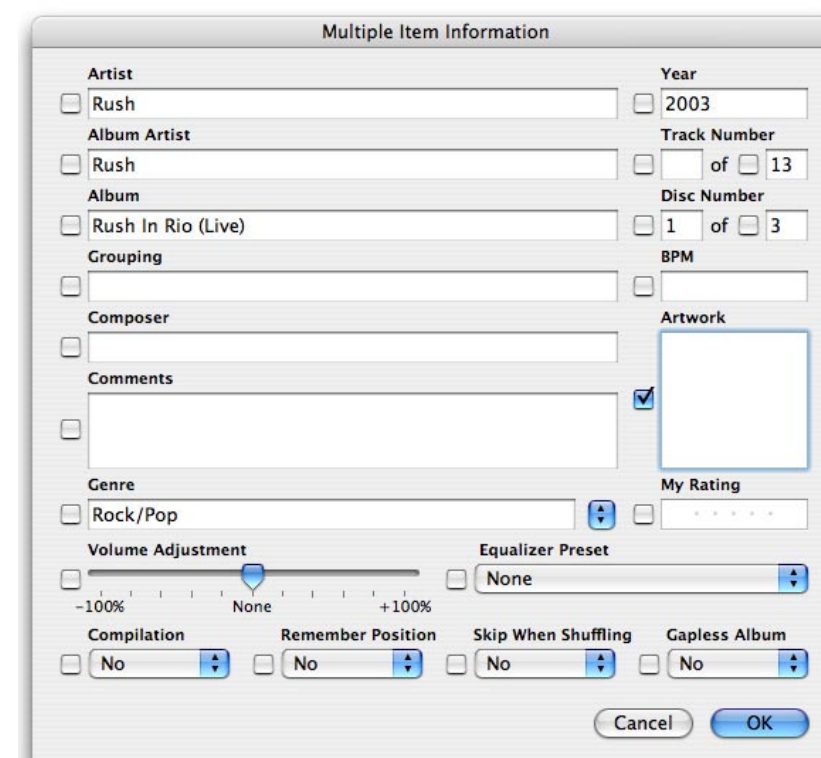 Multiple Item Information
Artist Year
Rush 2003
Album Artist Track Number
Rush of 13
Album Disc Number
Rush In Rio (Live) 1 of 3
Grouping BPM
Composer Artwork
Comments
Genre My Rating
Rock/Pop
Volume Adjustment Equalizer Preset
None
-100% None +100%
Compilation Remember Position Skip When Shuffling Gapless Album
No No No No
Cancel OK